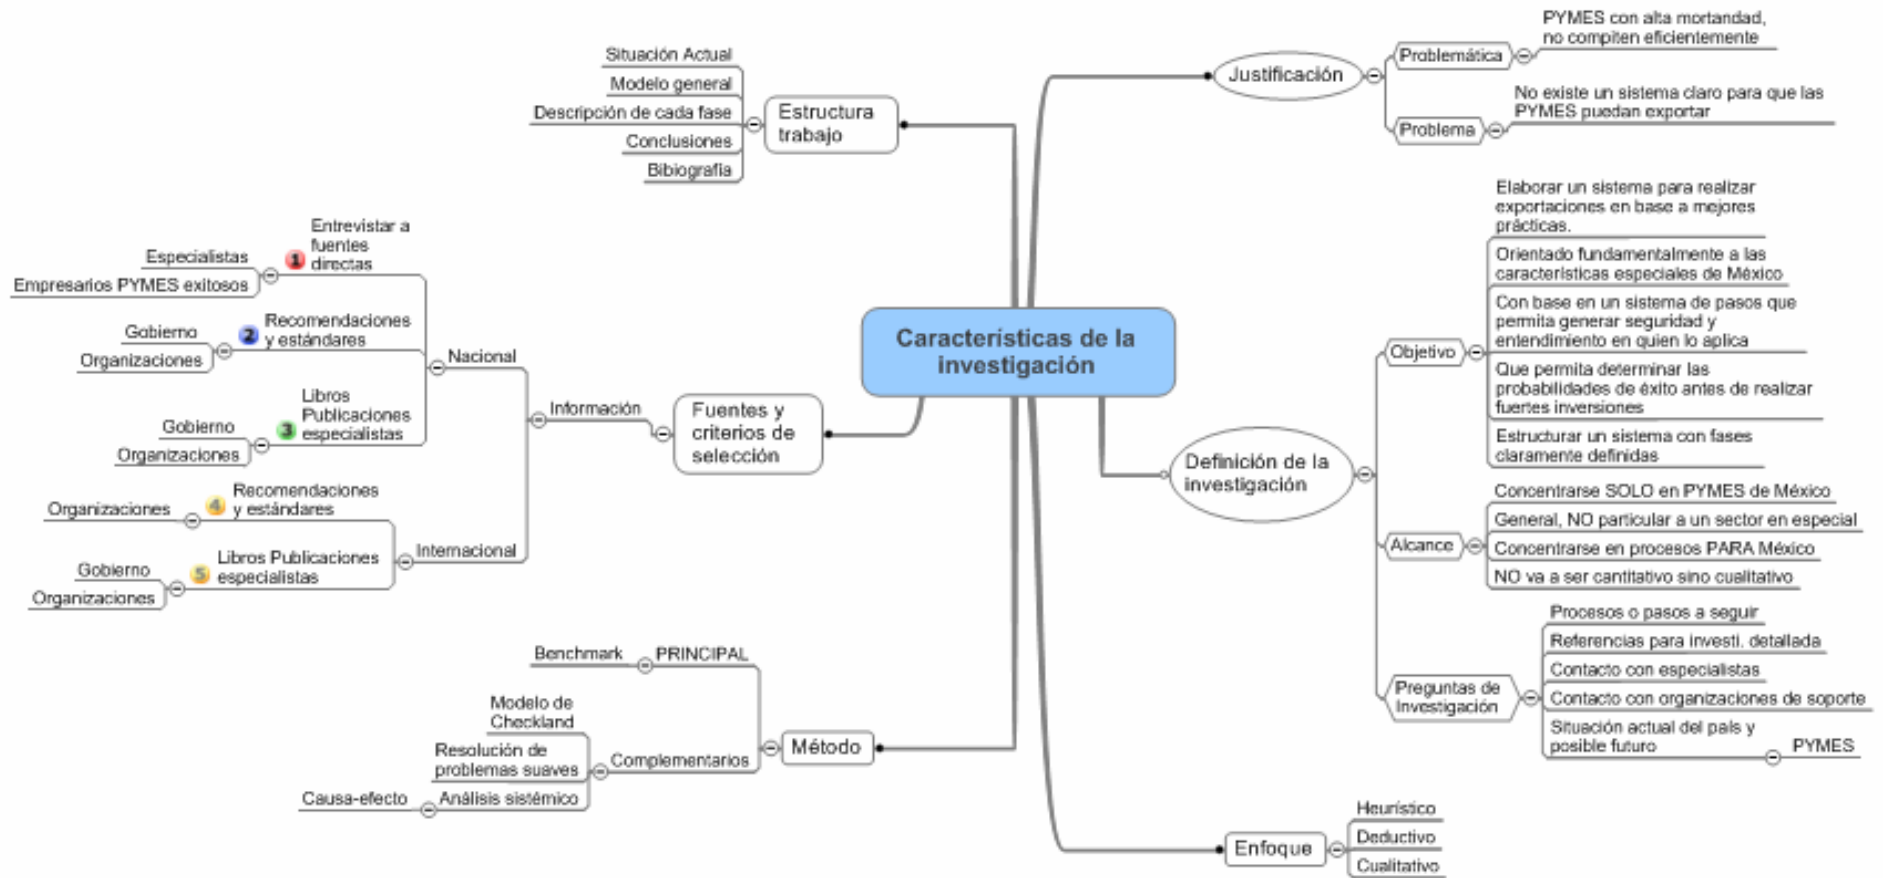 Características de la
investigación
Justificación
Problemática
PYMES con alta mortandad,
no compiten eficientemente
Problema
No existe un sistema claro para que las
PYMES puedan exportar
Definición de la
investigación
Objetivo
Elaborar un sistema para realizar
exportaciones en base a mejores
prácticas.
Orientado fundamentalmente a las
características especiales de México
Con base en un sistema de pasos que
permita generar seguridad y
entendimiento en quien lo aplica
Que permita determinar las
probabilidades de éxito antes de realizar
fuertes inversiones
Estructurar un sistema con fases
claramente definidas
Alcance
Concentrarse SOLO en PYMES de México
General, NO particular a un sector en especial
Concentrarse en procesos PARA México
NO va a ser cantitativo sino cualitativo
Preguntas de
Investigación
Procesos o pasos a seguir
Referencias para investi. detallada
Contacto con especialistas
Contacto con organizaciones de soporte
Situación actual del país y
posible futuro
PYMES
Enfoque
Heurístico
Deductivo
Cualitativo
Estructura
trabajo
Situación Actual
Modelo general
Descripción de cada fase
Conclusiones
Bibiografía
Fuentes y
criterios de
selección
Información
Nacional
1
Entrevistar a
fuentes
directas
Especialistas
Empresarios PYMES exitosos
2
Recomendaciones
y estándares
Gobierno
Organizaciones
3
Libros
Publicaciones
especialistas
Gobierno
Organizaciones
Internacional
4
Recomendaciones
y estándares
Organizaciones
5
Libros Publicaciones
especialistas
Gobierno
Organizaciones
Método
PRINCIPAL
Benchmark
Complementarios
Modelo de
Checkland
Resolución de
problemas suaves
Análisis sistémico
Causa-efecto